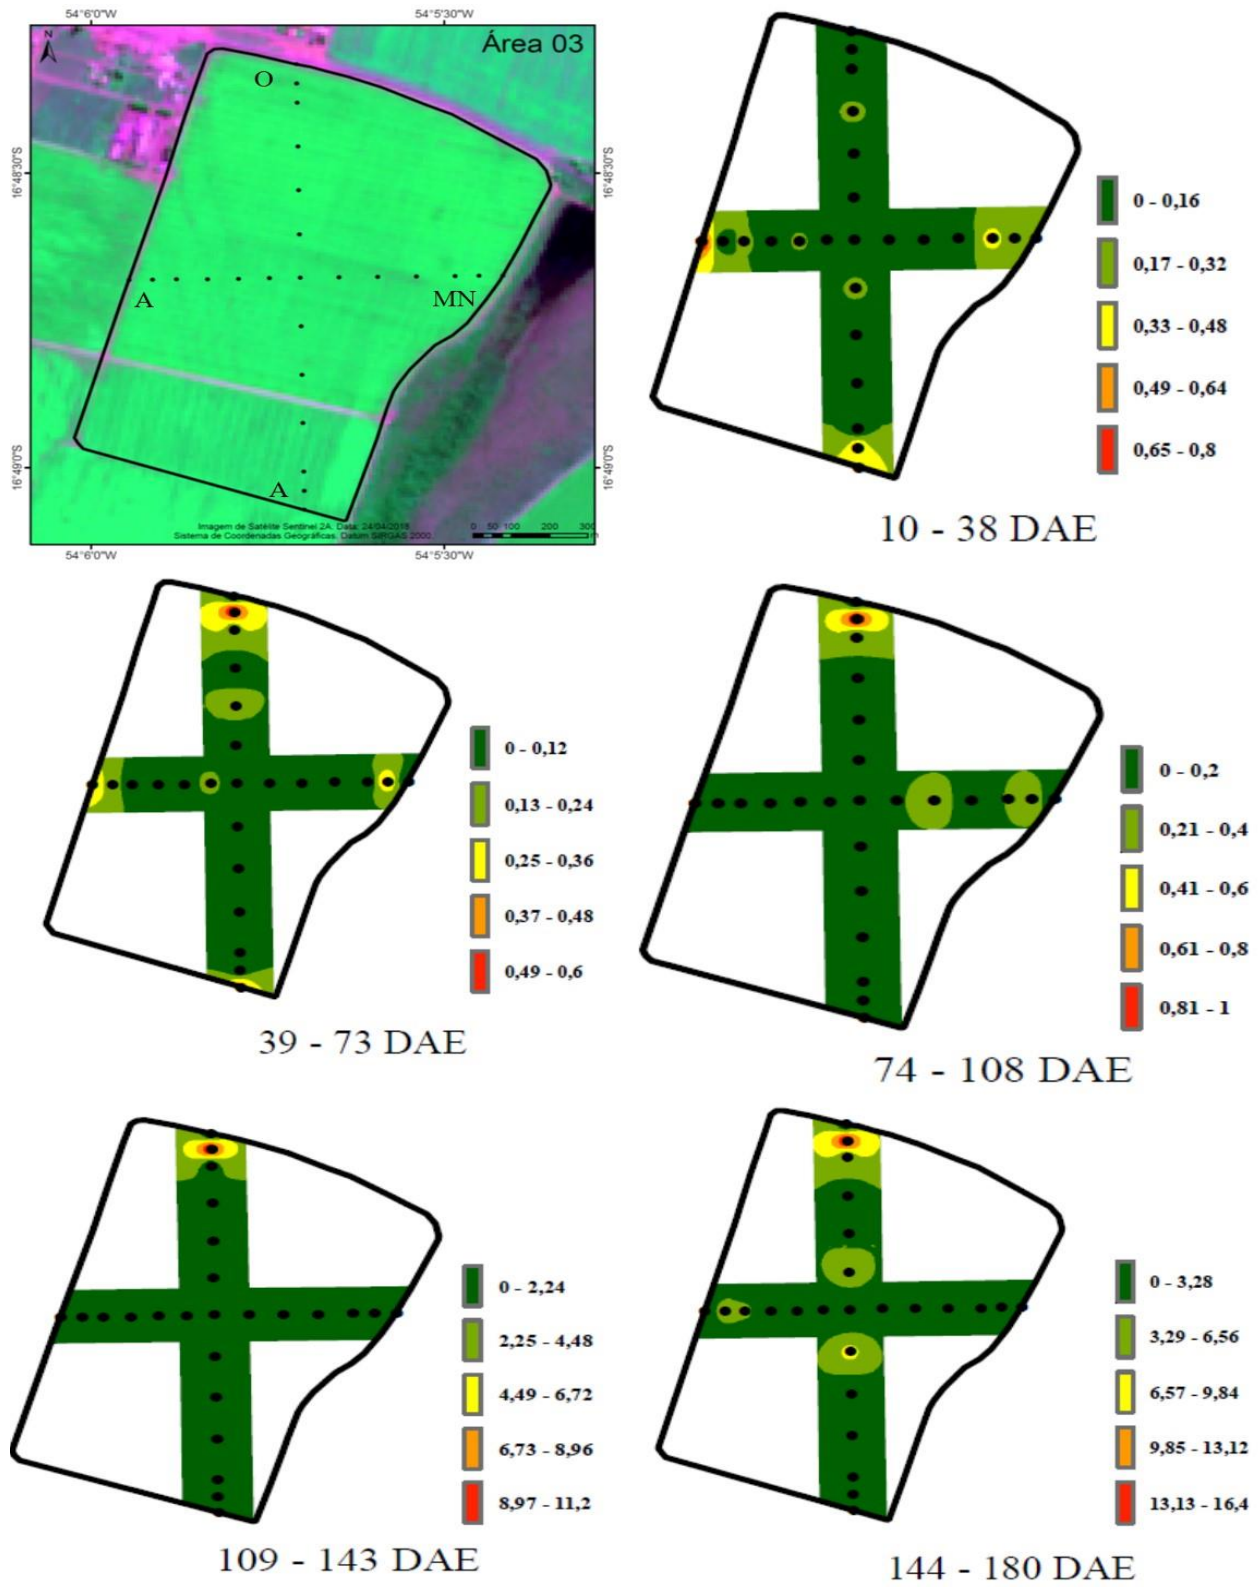 54°6'0"W
54°5'30"W
N
Área 03
O
16°48'30"S
16°48'30"S
A
MN
16°49'0"S
16°49'0"S
A
Imagem de Satélite Sentinel 2A. Data: 24/04/2018
Sistema de Coordenadas Geográficas. Datum SIRGAS 2000
0 50 100 200 300
54°6'0"W
54°5'30"W
0 - 0,16
0,17 - 0,32
0,33 - 0,48
0,49 - 0,64
0,65 - 0,8
10 - 38 DAE
0 - 0,12
0,13 - 0,24
0,25 - 0,36
0,37 - 0,48
0,49 - 0,6
39 - 73 DAE
0 - 0,2
0,21 - 0,4
0,41 - 0,6
0,61 - 0,8
0,81 - 1
74 - 108 DAE
0 - 2,24
2,25 - 4,48
4,49 - 6,72
6,73 - 8,96
8,97 - 11,2
109 - 143 DAE
0 - 3,28
3,29 - 6,56
6,57 - 9,84
9,85 - 13,12
13,13 - 16,4
144 - 180 DAE